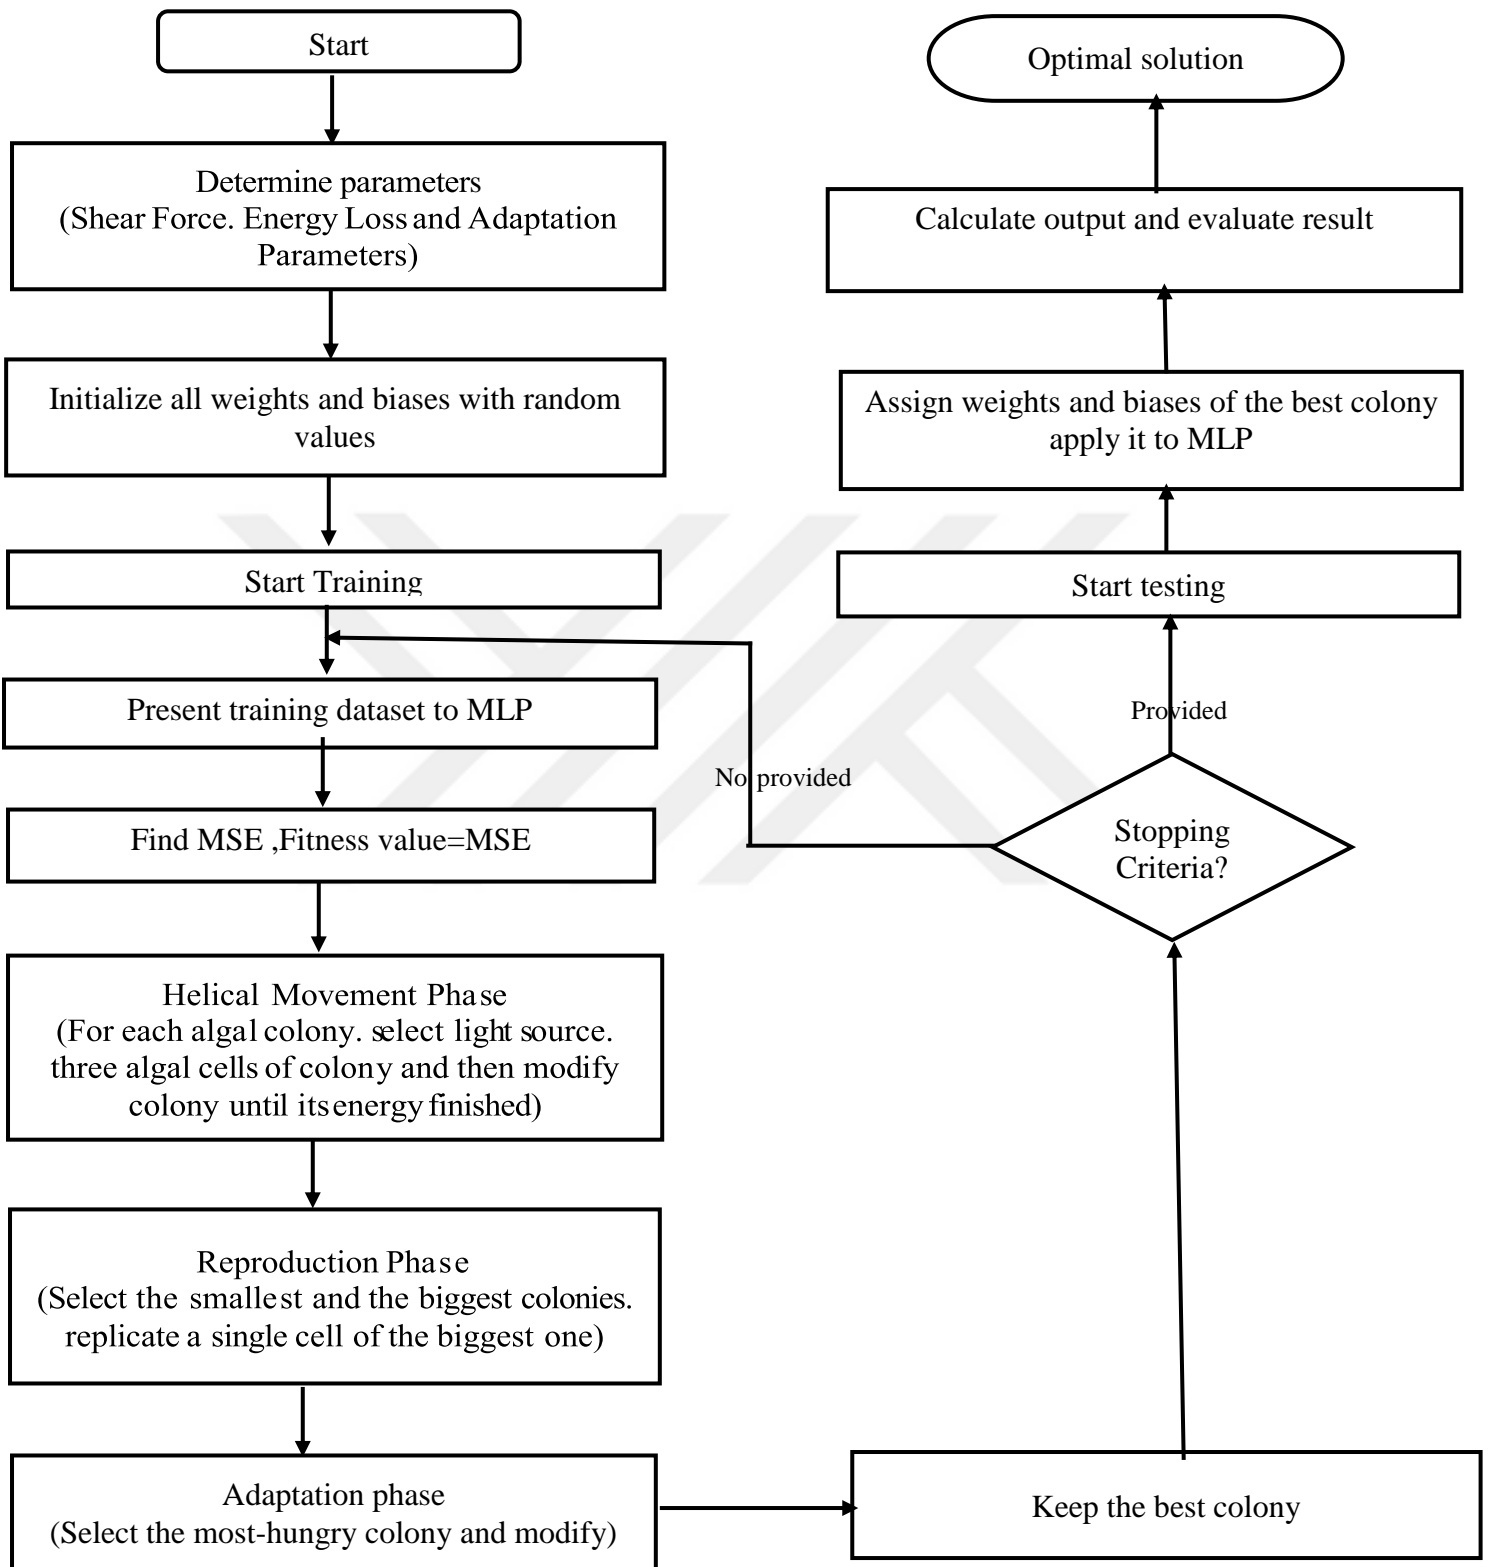 Start
Determine parameters
(Shear Force. Energy Loss and Adaptation
Parameters)
Initialize all weights and biases with random
values
Start Training
Present training dataset to MLP
Find MSE ,Fitness value=MSE
Helical Movement Phase
(For each algal colony. select light source.
three algal cells of colony and then modify
colony until its energy finished)
Reproduction Phase
(Select the smallest and the biggest colonies.
replicate a single cell of the biggest one)
Adaptation phase
(Select the most-hungry colony and modify)
Keep the best colony
Stopping
Criteria?
No provided
Provided
Start testing
Assign weights and biases of the best colony
apply it to MLP
Calculate output and evaluate result
Optimal solution